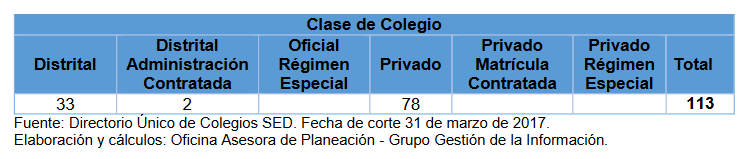 Clase de Colegio
Distrital Distrital Administración Contratada Oficial Régimen Especial Privado Privado Matrícula Contratada Privado Régimen Especial Total
33 2 78 113
Fuente: Directorio Único de Colegios SED. Fecha de corte 31 de marzo de 2017.
Elaboración y cálculos: Oficina Asesora de Planeación - Grupo Gestión de la Información.